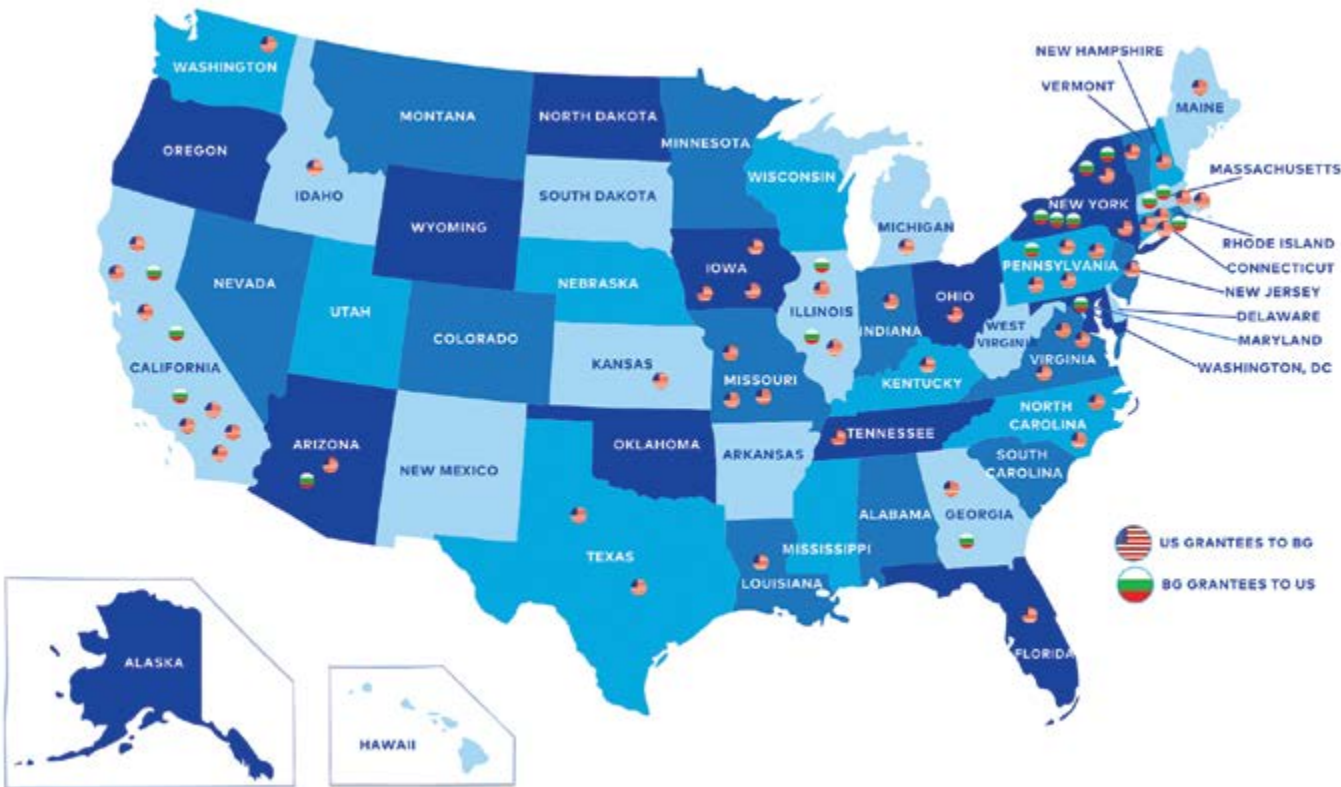 NEW HAMPSHIRE
VERMONT
MAINE
WASHINGTON
MONTANA
NORTH DAKOTA
MINNESOTA
OREGON
IDAHO
SOUTH DAKOTA
WISCONSIN
MICHIGAN
NEW YORK
MASSACHUSETTS
WYOMING
RHODE ISLAND
CONNECTICUT
NEVADA
UTAH
NEBRASKA
IOWA
ILLINOIS
INDIANA
OHIO
PENNSYLVANIA
NEW JERSEY
DELAWARE
MARYLAND
WASHINGTON, DC
CALIFORNIA
COLORADO
KANSAS
MISSOURI
KENTUCKY
WEST
VIRGINIA
VIRGINIA
ARIZONA
NEW MEXICO
OKLAHOMA
ARKANSAS
TENNESSEE
NORTH
CAROLINA
SOUTH
CAROLINA
TEXAS
LOUISIANA
MISSISSIPPI
ALABAMA
GEORGIA
FLORIDA
US GRANTEES TO BG
BG GRANTEES TO US
ALASKA
HAWAII